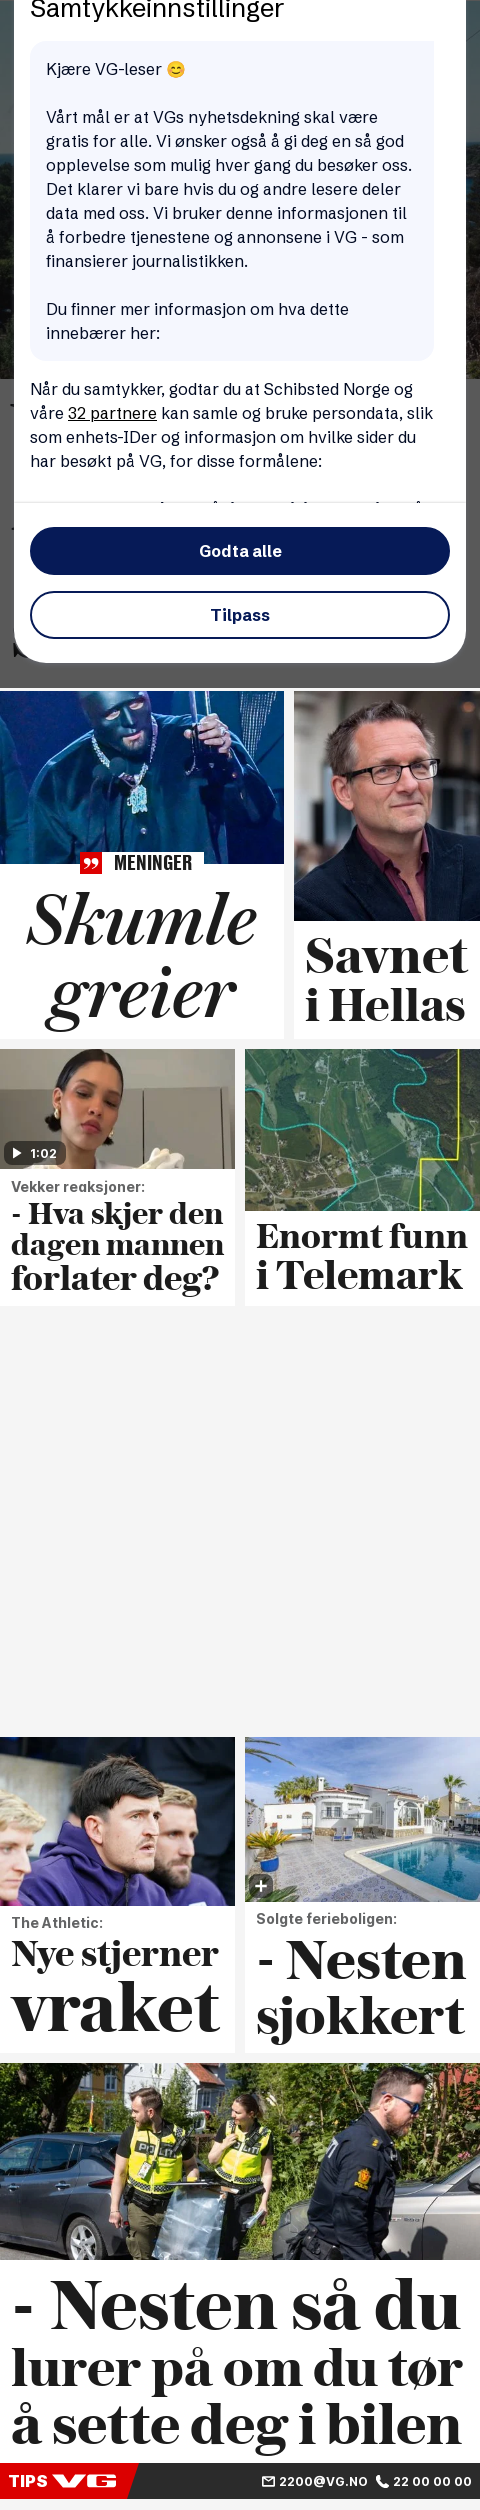 Samtykkeinnstillinger
Kjære VG-leser 😊
Vårt mål er at VGs nyhetsdekning skal være
gratis for alle. Vi ønsker også å gi deg en så god
opplevelse som mulig hver gang du besøker oss.
Det klarer vi bare hvis du og andre lesere deler
data med oss. Vi bruker denne informasjonen til
å forbedre tjenestene og annonsene i VG - som
finansierer journalistikken.
Du finner mer informasjon om hva dette
innebærer her:
Når du samtykker, godtar du at Schibsted Norge og
våre 32 partnere kan samle og bruke persondata, slik
som enhets-IDer og informasjon om hvilke sider du
har besøkt på VG, for disse formålene:
Godta alle
Tilpass
MENINGER
Skumle
greier
Savnet
i Hellas
1:02
Vekker reaksjoner:
- Hva skjer den
dagen mannen
forlater deg?
Enormt funn
i Telemark
The Athletic:
Nye stjerner
vraket
Solgte ferieboligen:
- Nesten
sjokkert
POLITI
- Nesten så du
lurer på om du tør
å sette deg i bilen
TIPS VG 2200@VG.NO 22 00 00 00